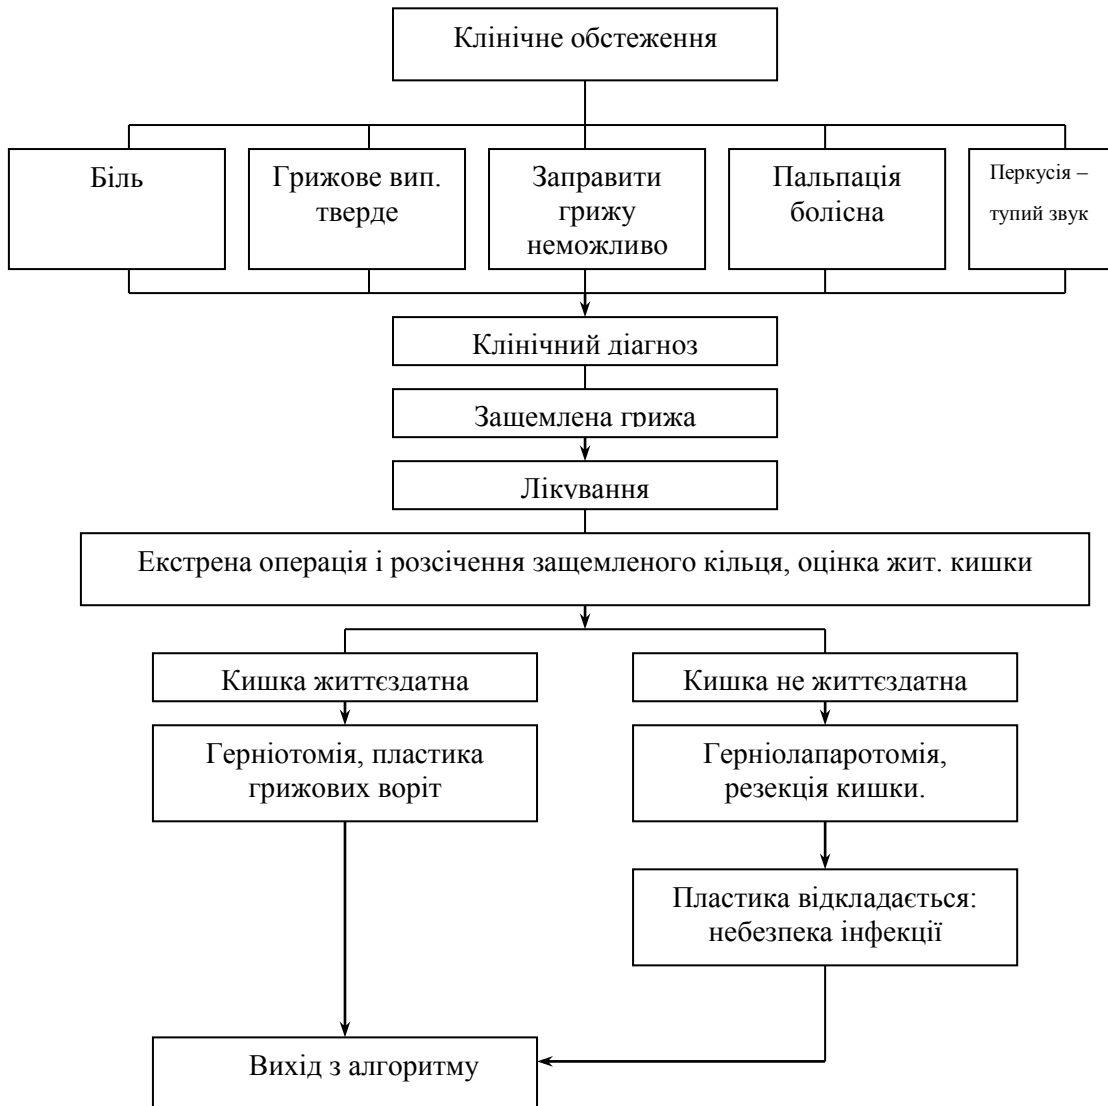 Клінічне обстеження
Біль
Грижове вип.
тверде
Заправити
грижу
неможливо
Пальпація
болісна
Перкусія –
тупий звук
Клінічний діагноз
Защемлена грижа
Лікування
Екстрена операція і розсічення защемленого кільця, оцінка жит. кишки
Кишка життєздатна
Кишка не життєздатна
Герніотомія, пластика
грижових воріт
Герніолапаротомія,
резекція кишки.
Пластика відкладається:
небезпека інфекції
Вихід з алгоритму